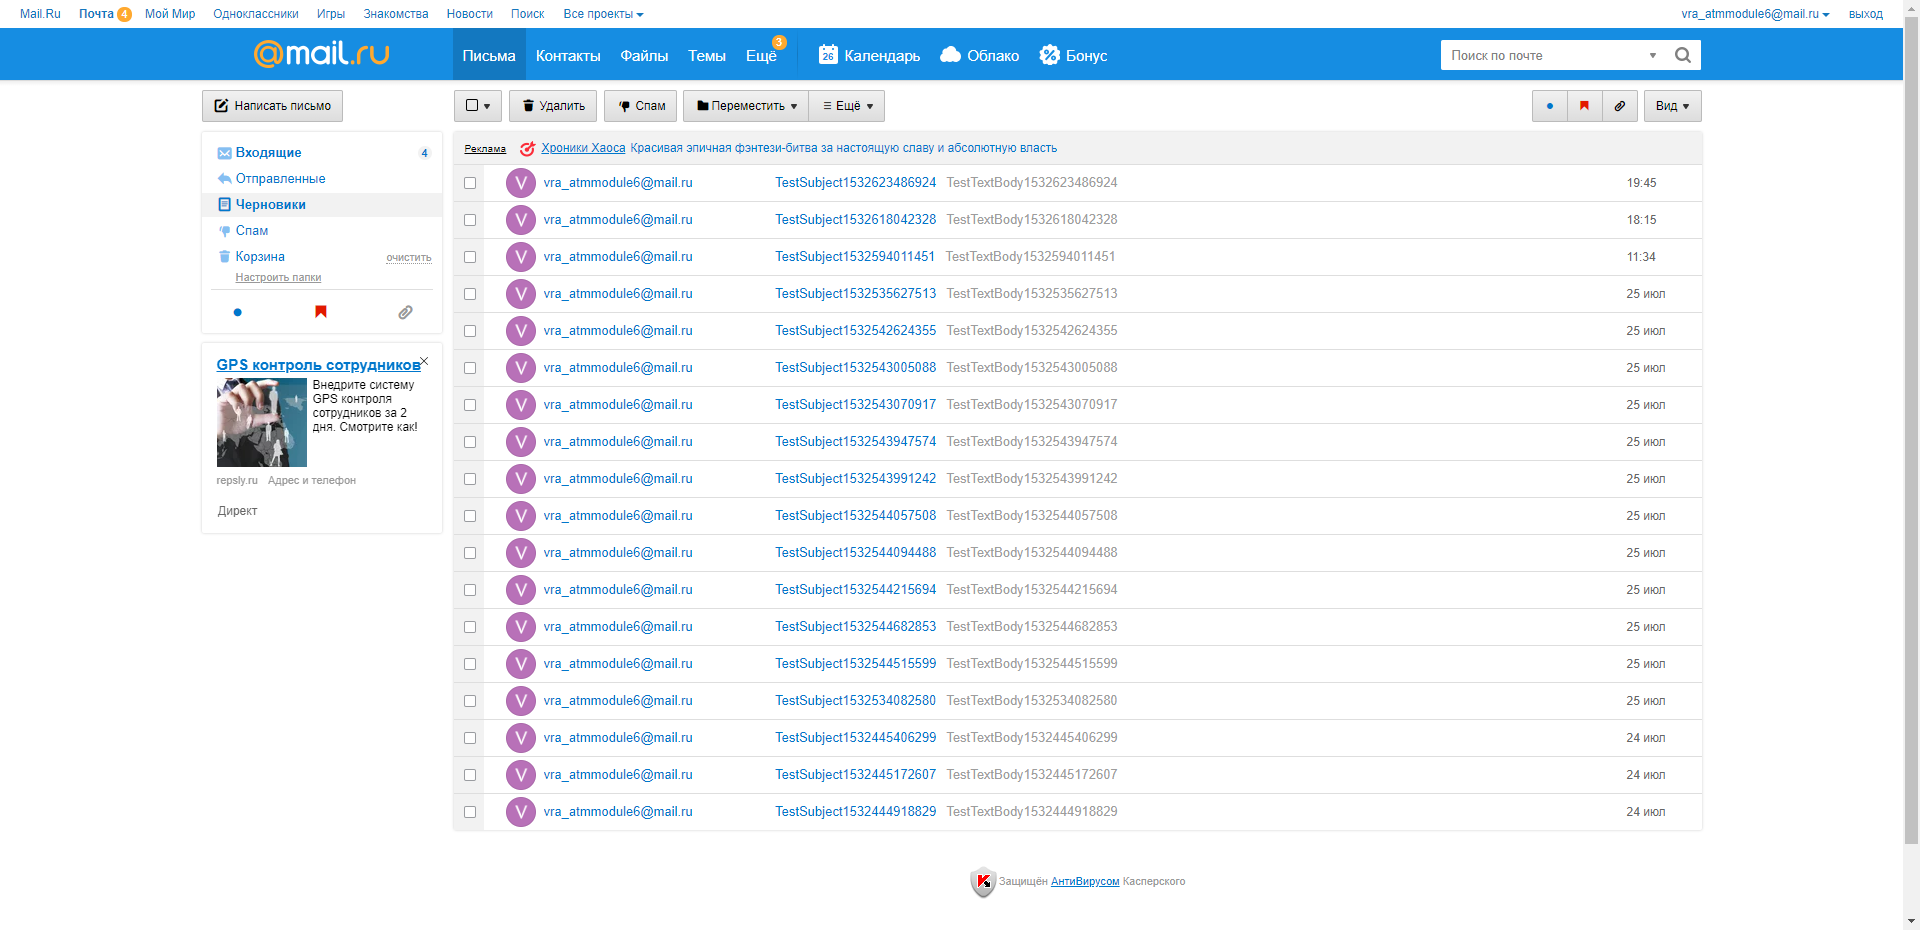 Mail.Ru Почта 4 Мой Мир Одноклассники Игры Знакомства Новости Поиск Все проекты vra_atmmodule6@mail.ru выход
@mail.ru Письма Контакты Файлы Темы Ещё 3 26 Календарь Облако Бонус Поиск по почте
Написать письмо Удалить Спам Переместить Ещё Вид
Входящие 4
Отправленные
Черновики
Спам
Корзина очистить
Настроить папки
GPS контроль сотрудников
Внедрите систему
GPS контроля
сотрудников за 2
дня. Смотрите как!
repsly.ru Адрес и телефон
Директ
Реклама Хроники Хаоса Красивая эпичная фэнтези-битва за настоящую славу и абсолютную власть
V vra_atmmodule6@mail.ru TestSubject1532623486924 TestTextBody1532623486924 19:45
V vra_atmmodule6@mail.ru TestSubject1532618042328 TestTextBody1532618042328 18:15
V vra_atmmodule6@mail.ru TestSubject1532594011451 TestTextBody1532594011451 11:34
V vra_atmmodule6@mail.ru TestSubject1532535627513 TestTextBody1532535627513 25 июл
V vra_atmmodule6@mail.ru TestSubject1532542624355 TestTextBody1532542624355 25 июл
V vra_atmmodule6@mail.ru TestSubject1532543005088 TestTextBody1532543005088 25 июл
V vra_atmmodule6@mail.ru TestSubject1532543070917 TestTextBody1532543070917 25 июл
V vra_atmmodule6@mail.ru TestSubject1532543947574 TestTextBody1532543947574 25 июл
V vra_atmmodule6@mail.ru TestSubject1532543991242 TestTextBody1532543991242 25 июл
V vra_atmmodule6@mail.ru TestSubject1532544057508 TestTextBody1532544057508 25 июл
V vra_atmmodule6@mail.ru TestSubject1532544094488 TestTextBody1532544094488 25 июл
V vra_atmmodule6@mail.ru TestSubject1532544215694 TestTextBody1532544215694 25 июл
V vra_atmmodule6@mail.ru TestSubject1532544682853 TestTextBody1532544682853 25 июл
V vra_atmmodule6@mail.ru TestSubject1532544515599 TestTextBody1532544515599 25 июл
V vra_atmmodule6@mail.ru TestSubject1532534082580 TestTextBody1532534082580 25 июл
V vra_atmmodule6@mail.ru TestSubject1532445406299 TestTextBody1532445406299 24 июл
V vra_atmmodule6@mail.ru TestSubject1532445172607 TestTextBody1532445172607 24 июл
V vra_atmmodule6@mail.ru TestSubject1532444918829 TestTextBody1532444918829 24 июл
Защищён АнтиВирусом Касперского